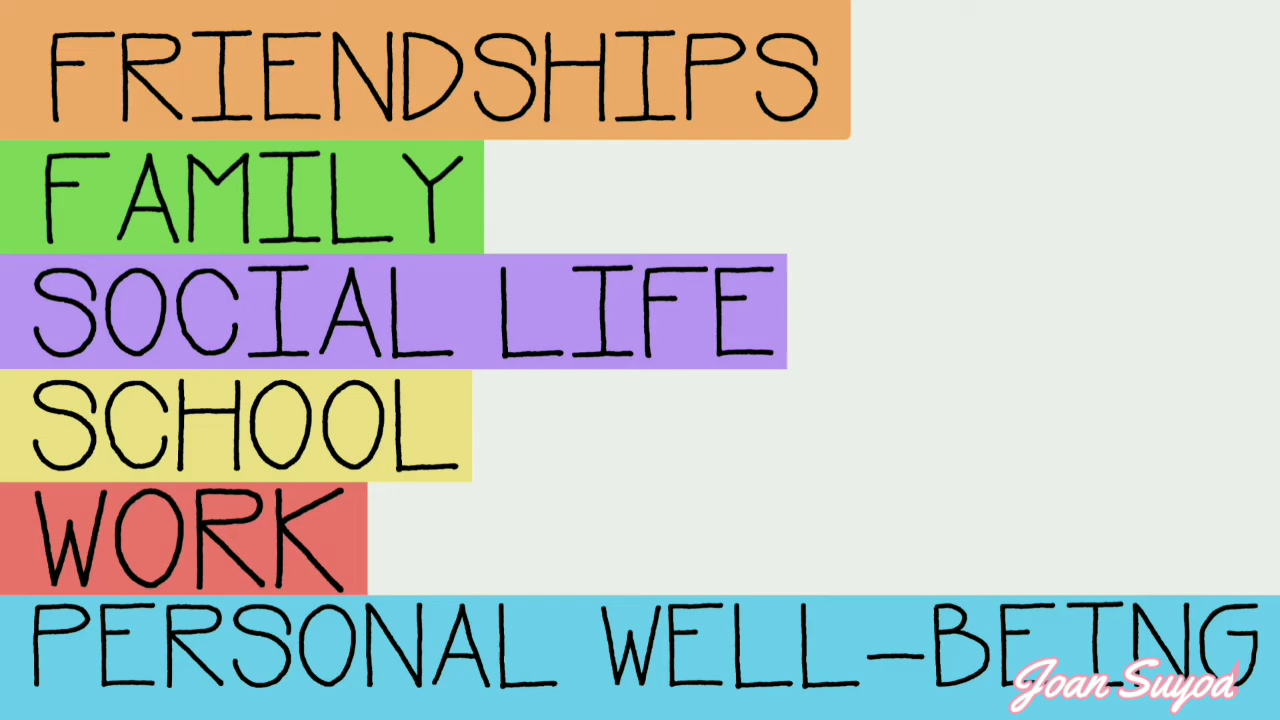 FRIENDSHIPS
FAMILY
SOCIAL LIFE
SCHOOL
WORK
PERSONAL WELL-BEING
Joan Suyod